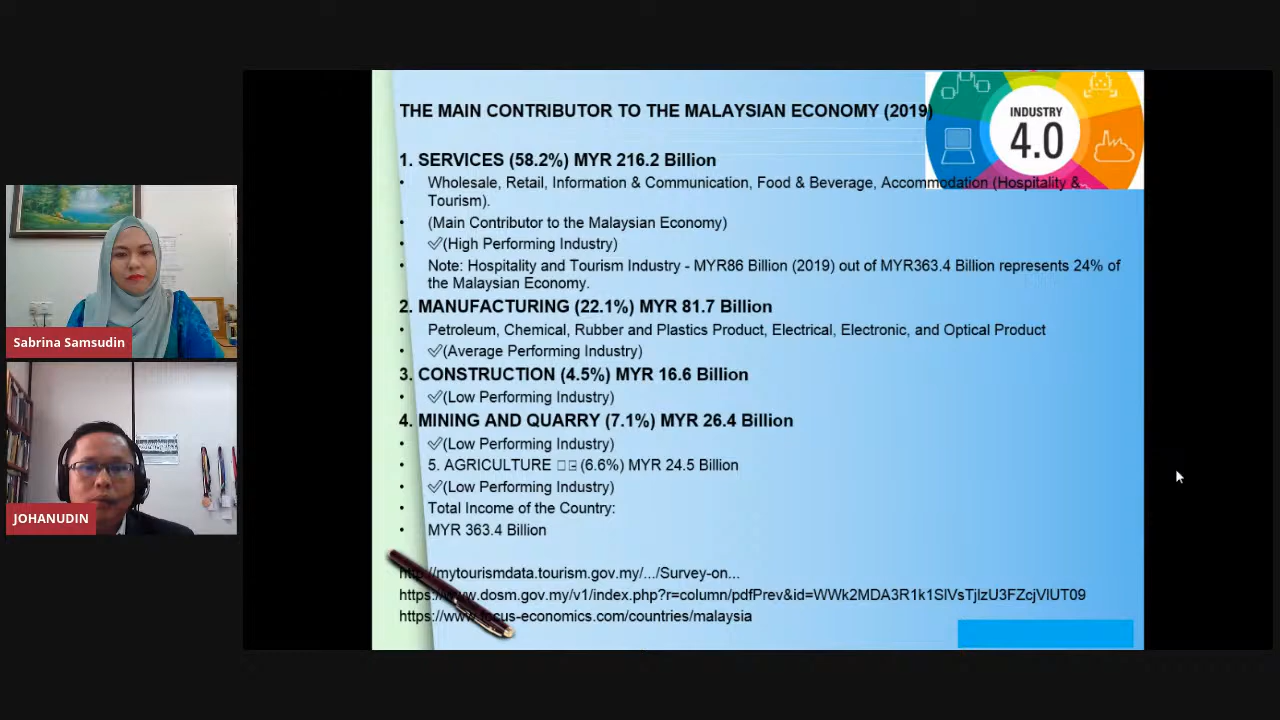 THE MAIN CONTRIBUTOR TO THE MALAYSIAN ECONOMY (2019)
INDUSTRY
4.0
1. SERVICES (58.2%) MYR 216.2 Billion
• Wholesale, Retail, Information & Communication, Food & Beverage, Accommodation (Hospitality &
Tourism).
• (Main Contributor to the Malaysian Economy)
• ✅(High Performing Industry)
• Note: Hospitality and Tourism Industry - MYR86 Billion (2019) out of MYR363.4 Billion represents 24% of
the Malaysian Economy.
2. MANUFACTURING (22.1%) MYR 81.7 Billion
• Petroleum, Chemical, Rubber and Plastics Product, Electrical, Electronic, and Optical Product
• ✅(Average Performing Industry)
3. CONSTRUCTION (4.5%) MYR 16.6 Billion
• ✅(Low Performing Industry)
4. MINING AND QUARRY (7.1%) MYR 26.4 Billion
• ✅(Low Performing Industry)
• 5. AGRICULTURE (6.6%) MYR 24.5 Billion
• ✅(Low Performing Industry)
• Total Income of the Country:
• MYR 363.4 Billion
http://mytourismdata.tourism.gov.my/.../Survey-on...
https://www.dosm.gov.my/v1/index.php?r=column/pdfPrev&id=WWk2MDA3R1k1SlVsTjlzU3FZcjVlUT09
https://www.focus-economics.com/countries/malaysia
Sabrina Samsudin
JOHANUDIN